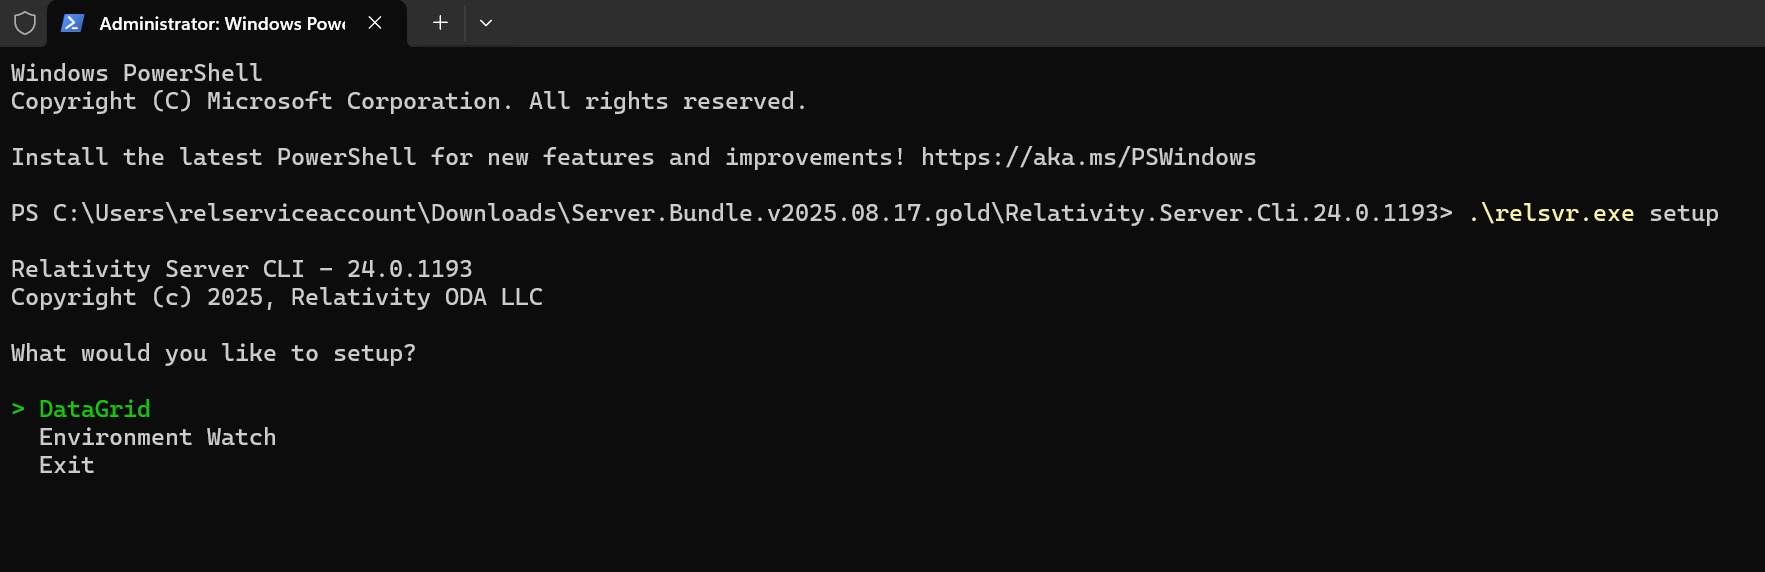 Administrator: Windows Powe
Windows PowerShell
Copyright (C) Microsoft Corporation. All rights reserved.
Install the latest PowerShell for new features and improvements! https://aka.ms/PSWindows
PS C:\Users\relserviceaccount\Downloads\Server.Bundle.v2025.08.17.gold\Relativity.Server.Cli.24.0.1193> .\relsvr.exe setup
Relativity Server CLI - 24.0.1193
Copyright (c) 2025, Relativity ODA LLC
What would you like to setup?
> DataGrid
Environment Watch
Exit